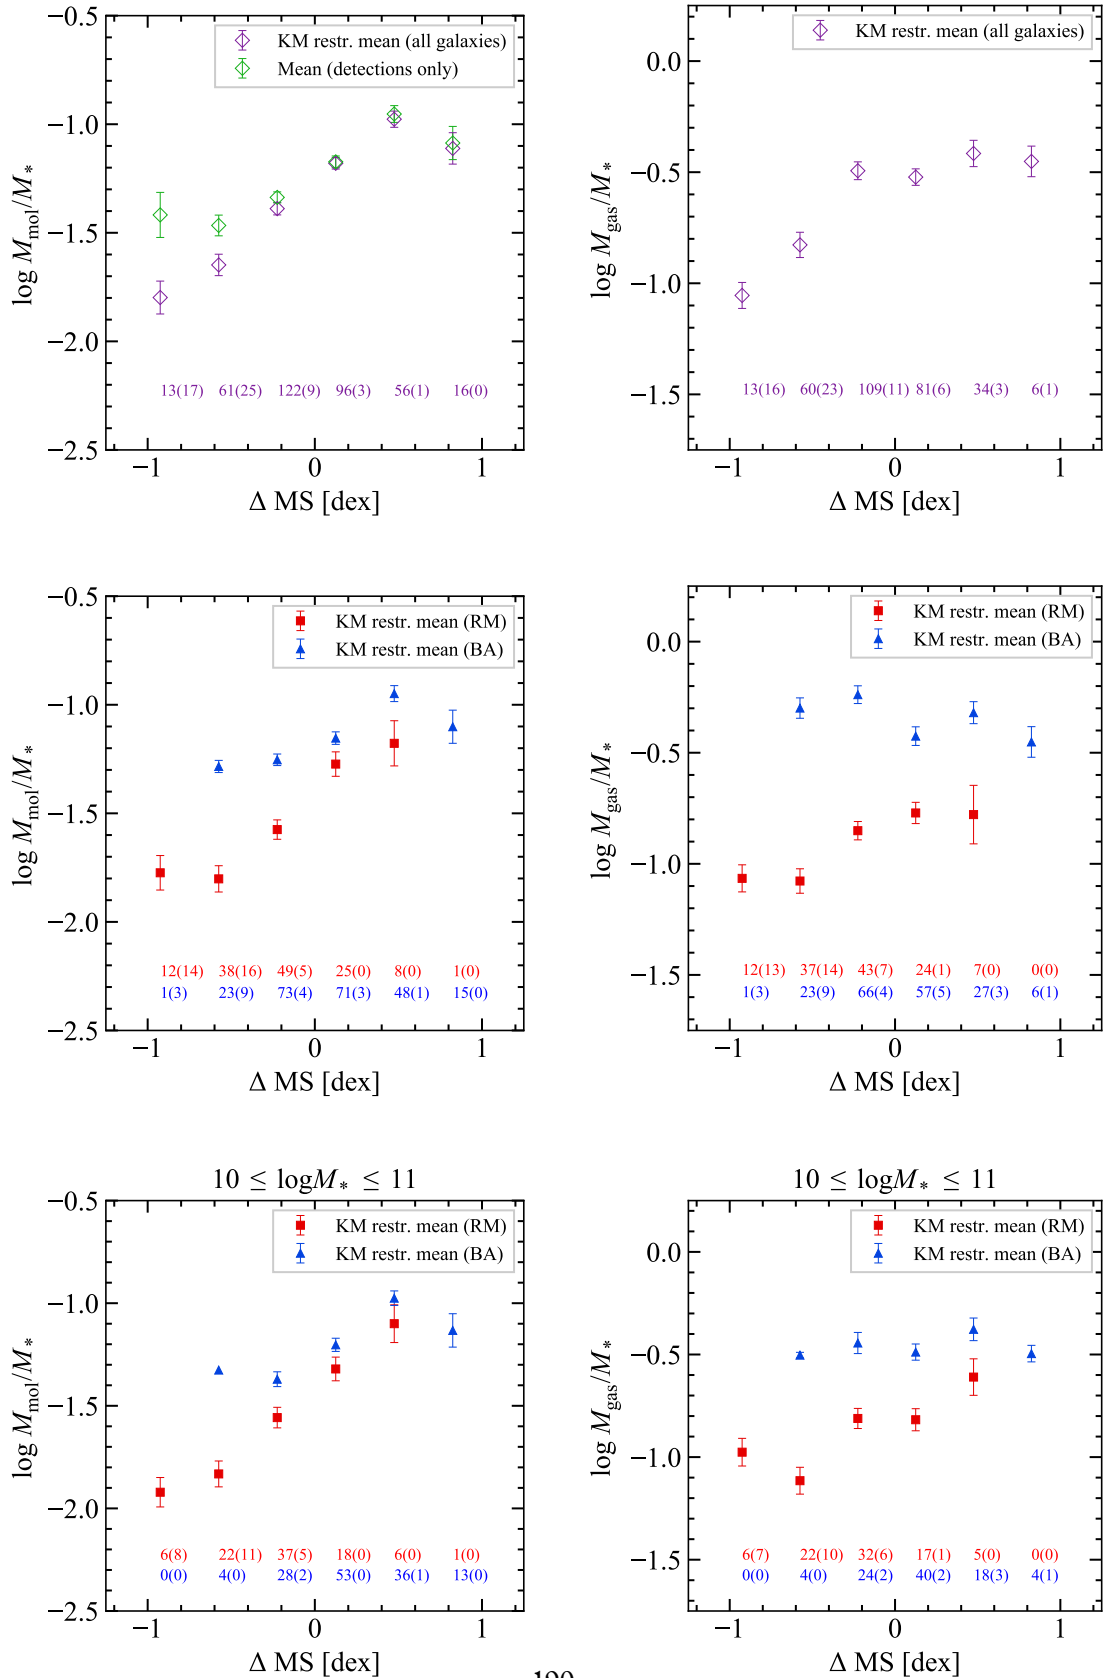 −0.5
−1.0
−1.5
−2.0
−2.5
log M_mol/M_*
KM restr. mean (all galaxies)
Mean (detections only)
13(17) 61(25) 122(9) 96(3) 56(1) 16(0)
−1 0 1
Δ MS [dex]
0.0
−0.5
−1.0
−1.5
log M_gas/M_*
KM restr. mean (all galaxies)
13(16) 60(23) 109(11) 81(6) 34(3) 6(1)
−1 0 1
Δ MS [dex]
−0.5
−1.0
−1.5
−2.0
−2.5
log M_mol/M_*
KM restr. mean (RM)
KM restr. mean (BA)
12(14) 38(16) 49(5) 25(0) 8(0) 1(0)
1(3) 23(9) 73(4) 71(3) 48(1) 15(0)
−1 0 1
Δ MS [dex]
0.0
−0.5
−1.0
−1.5
log M_gas/M_*
KM restr. mean (RM)
KM restr. mean (BA)
12(13) 37(14) 43(7) 24(1) 7(0) 0(0)
1(3) 23(9) 66(4) 57(5) 27(3) 6(1)
−1 0 1
Δ MS [dex]
10 ≤ logM_* ≤ 11
−0.5
−1.0
−1.5
−2.0
−2.5
log M_mol/M_*
KM restr. mean (RM)
KM restr. mean (BA)
6(8) 22(11) 37(5) 18(0) 6(0) 1(0)
0(0) 4(0) 28(2) 53(0) 36(1) 13(0)
−1 0 1
Δ MS [dex]
10 ≤ logM_* ≤ 11
0.0
−0.5
−1.0
−1.5
log M_gas/M_*
KM restr. mean (RM)
KM restr. mean (BA)
6(7) 22(10) 32(6) 17(1) 5(0) 0(0)
0(0) 4(0) 24(2) 40(2) 18(3) 4(1)
−1 0 1
Δ MS [dex]